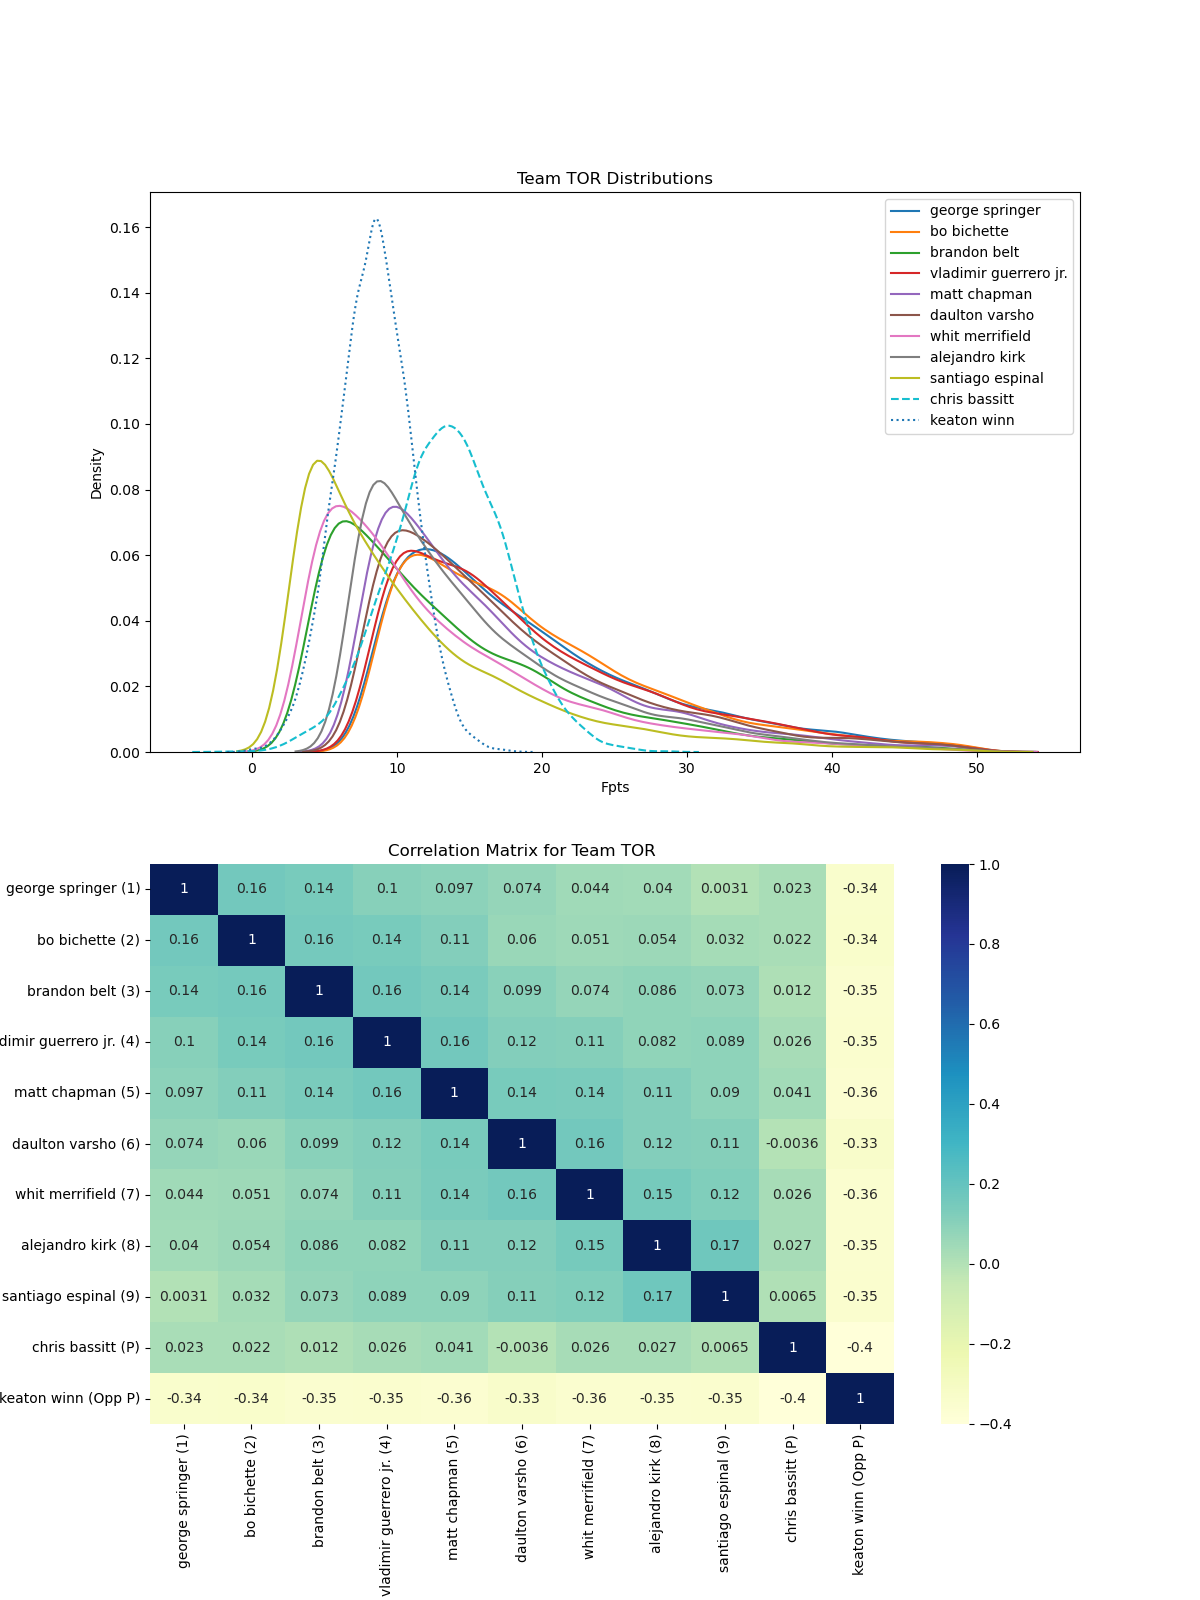 Team TOR Distributions
0.16
0.14
0.12
0.10
0.08
0.06
0.04
0.02
0.00
Density
0 10 20 30 40 50
Fpts
george springer
bo bichette
brandon belt
vladimir guerrero jr.
matt chapman
daulton varsho
whit merrifield
alejandro kirk
santiago espinal
chris bassitt
keaton winn
Correlation Matrix for Team TOR
george springer (1) 1 0.16 0.14 0.1 0.097 0.074 0.044 0.04 0.0031 0.023 -0.34
bo bichette (2) 0.16 1 0.16 0.14 0.11 0.06 0.051 0.054 0.032 0.022 -0.34
brandon belt (3) 0.14 0.16 1 0.16 0.14 0.099 0.074 0.086 0.073 0.012 -0.35
dimir guerrero jr. (4) 0.1 0.14 0.16 1 0.16 0.12 0.11 0.082 0.089 0.026 -0.35
matt chapman (5) 0.097 0.11 0.14 0.16 1 0.14 0.14 0.11 0.09 0.041 -0.36
daulton varsho (6) 0.074 0.06 0.099 0.12 0.14 1 0.16 0.12 0.11 -0.0036 -0.33
whit merrifield (7) 0.044 0.051 0.074 0.11 0.14 0.16 1 0.15 0.12 0.026 -0.36
alejandro kirk (8) 0.04 0.054 0.086 0.082 0.11 0.12 0.15 1 0.17 0.027 -0.35
santiago espinal (9) 0.0031 0.032 0.073 0.089 0.09 0.11 0.12 0.17 1 0.0065 -0.35
chris bassitt (P) 0.023 0.022 0.012 0.026 0.041 -0.0036 0.026 0.027 0.0065 1 -0.4
keaton winn (Opp P) -0.34 -0.34 -0.35 -0.35 -0.36 -0.33 -0.36 -0.35 -0.35 -0.4 1
george springer (1)
bo bichette (2)
brandon belt (3)
vladimir guerrero jr. (4)
matt chapman (5)
daulton varsho (6)
whit merrifield (7)
alejandro kirk (8)
santiago espinal (9)
chris bassitt (P)
keaton winn (Opp P)
1.0
0.8
0.6
0.4
0.2
0.0
−0.2
−0.4